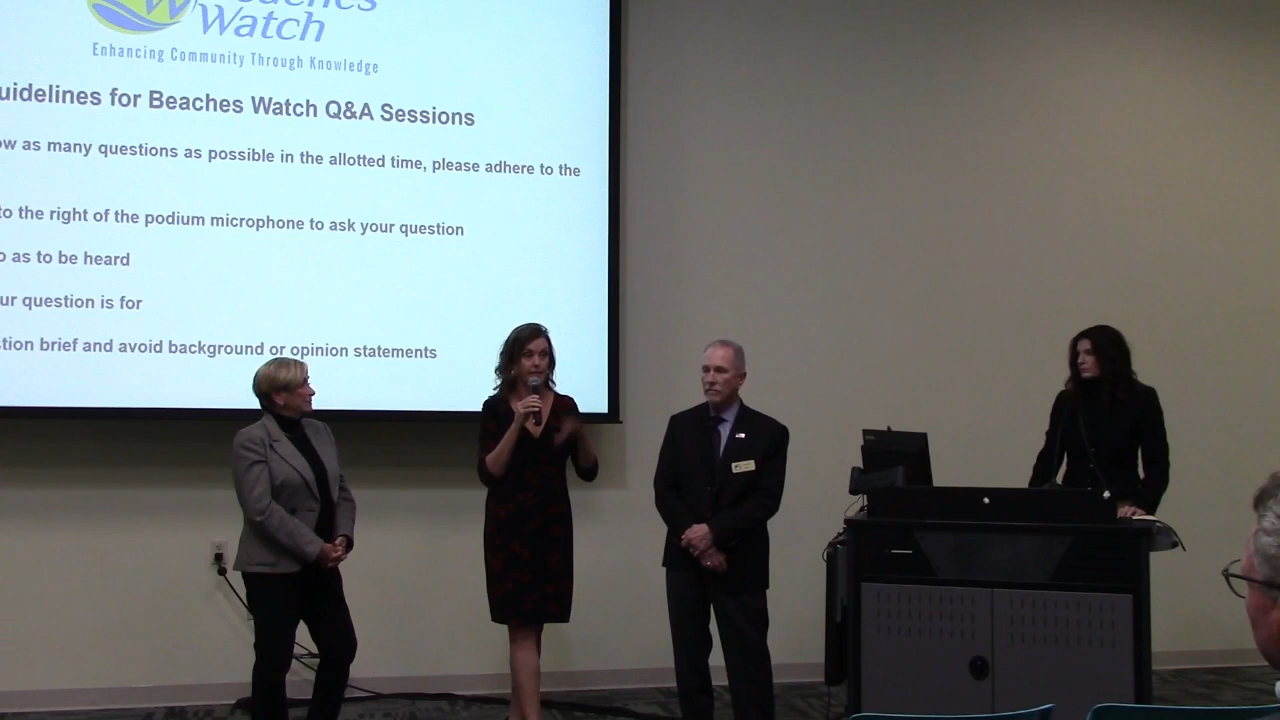 Watch
Enhancing Community Through Knowledge
uidelines for Beaches Watch Q&A Sessions
ow as many questions as possible in the allotted time, please adhere to the
to the right of the podium microphone to ask your question
o as to be heard
ur question is for
stion brief and avoid background or opinion statements